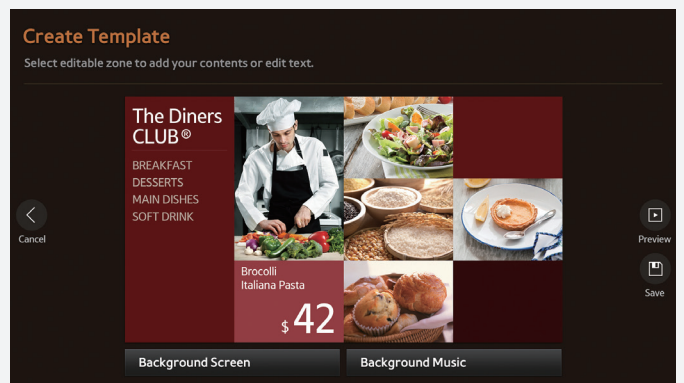 Create Template
Select editable zone to add your contents or edit text.
The Diners
CLUB®
BREAKFAST
DESSERTS
MAIN DISHES
SOFT DRINK
Brocolli
Italiana Pasta
$ 42
Cancel
Preview
Save
Background Screen
Background Music